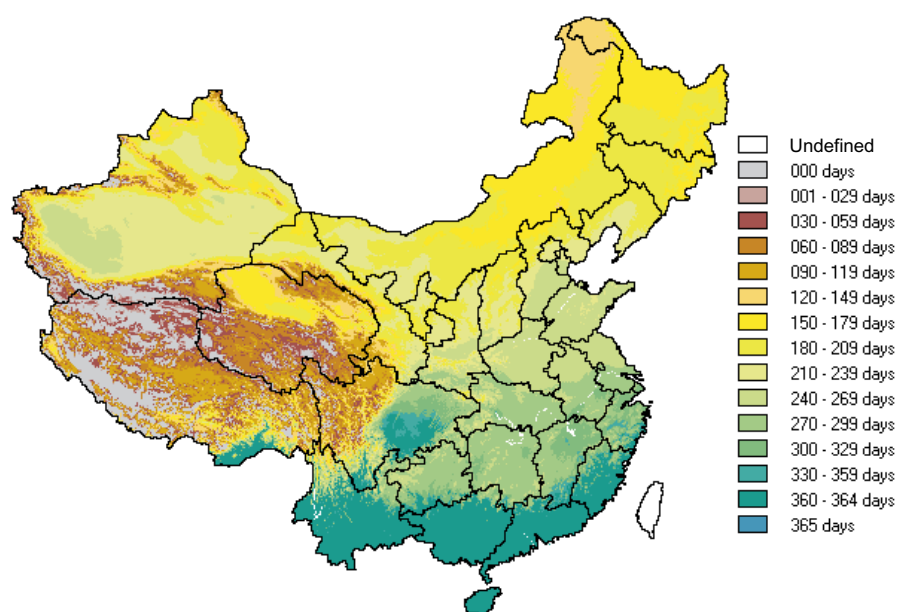 Undefined
000 days
001 - 029 days
030 - 059 days
060 - 089 days
090 - 119 days
120 - 149 days
150 - 179 days
180 - 209 days
210 - 239 days
240 - 269 days
270 - 299 days
300 - 329 days
330 - 359 days
360 - 364 days
365 days